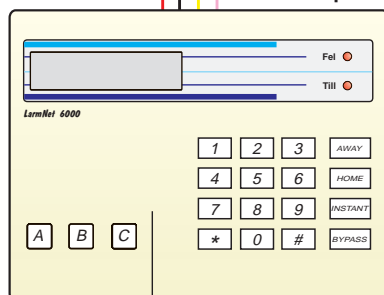 Fel
Till
LarmNet 6000
1 2 3 AWAY
4 5 6 HOME
7 8 9 INSTANT
A B C * 0 # BYPASS